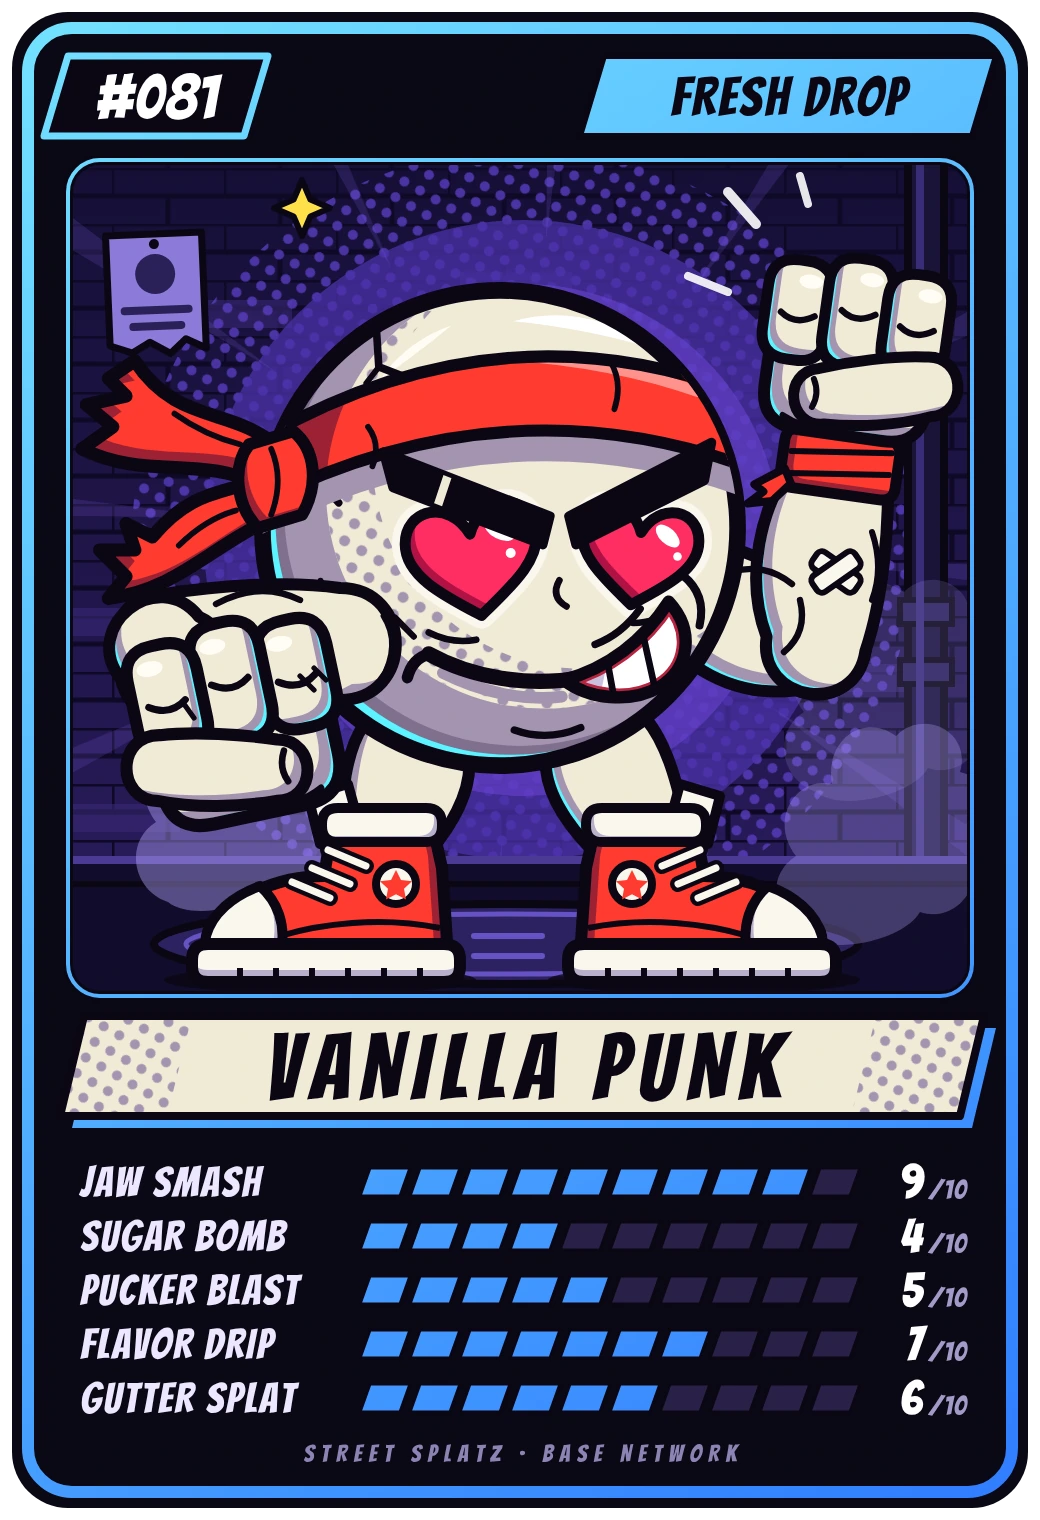 #081
FRESH DROP
VANILLA PUNK
JAW SMASH 9/10
SUGAR BOMB 4/10
PUCKER BLAST 5/10
FLAVOR DRIP 7/10
GUTTER SPLAT 6/10
STREET SPLATZ · BASE NETWORK